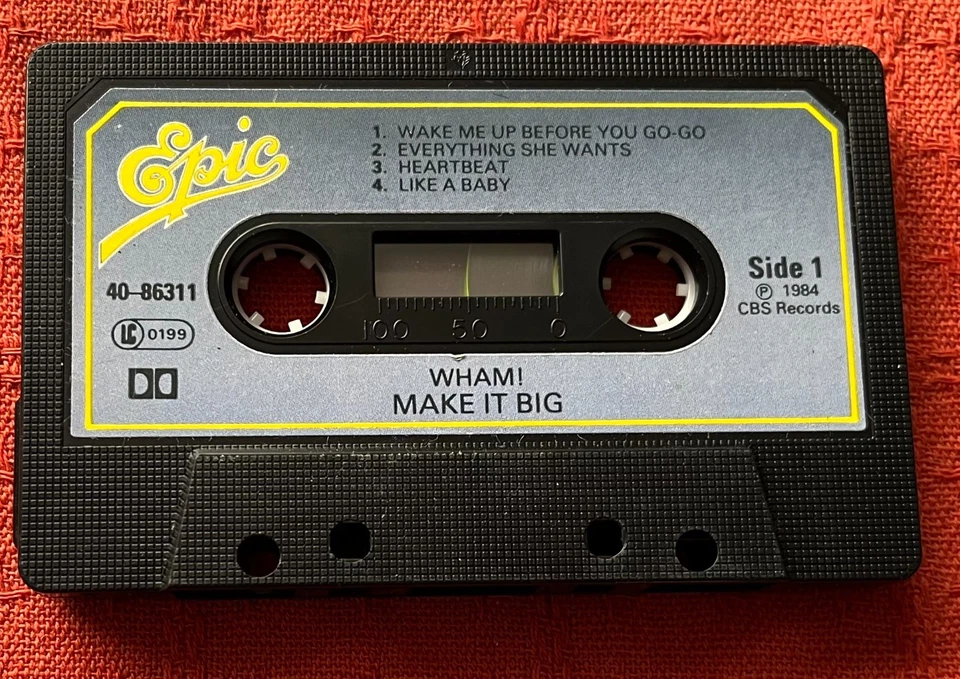 Epic
1. WAKE ME UP BEFORE YOU GO-GO
2. EVERYTHING SHE WANTS
3. HEARTBEAT
4. LIKE A BABY
40–86311
LC 0199
Side 1
℗ 1984
CBS Records
100 50 0
WHAM!
MAKE IT BIG